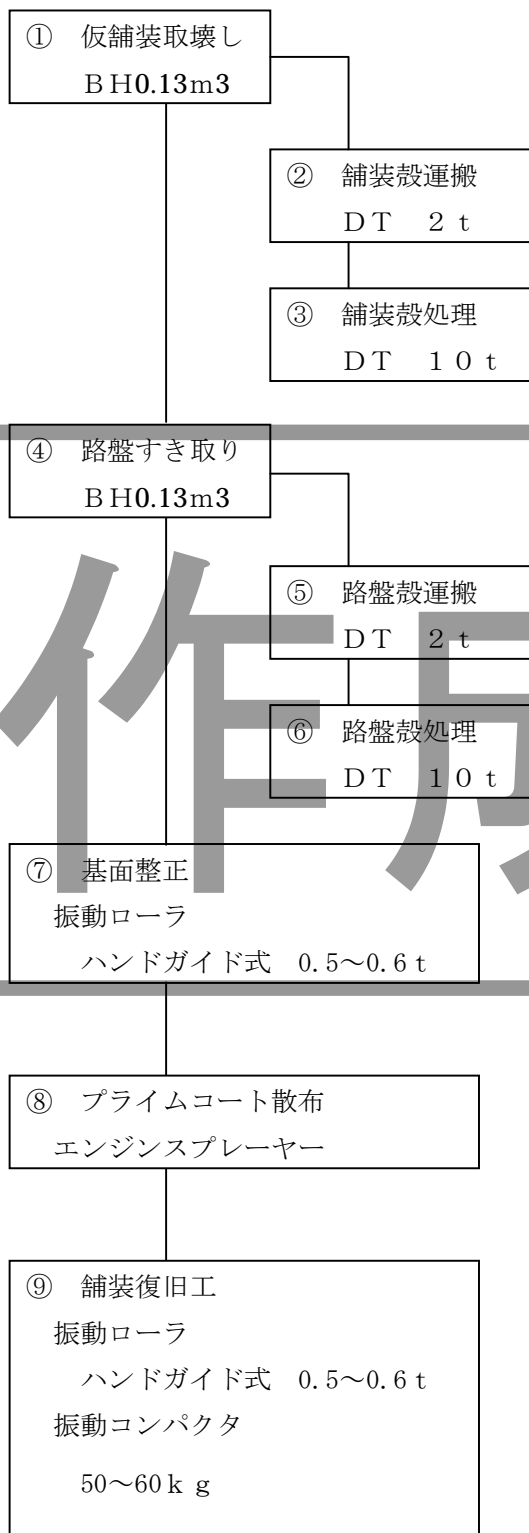 ① 仮舗装取壊し
ＢＨ0.13m3
② 舗装殻運搬
ＤＴ ２ｔ
③ 舗装殻処理
ＤＴ １０ｔ
④ 路盤すき取り
ＢＨ0.13m3
⑤ 路盤殻運搬
ＤＴ ２ｔ
⑥ 路盤殻処理
ＤＴ １０ｔ
作成
⑦ 基面整正
振動ローラ
ハンドガイド式 0.5～0.6ｔ
⑧ プライムコート散布
エンジンスプレーヤー
⑨ 舗装復旧工
振動ローラ
ハンドガイド式 0.5～0.6ｔ
振動コンパクタ
50～60ｋｇ